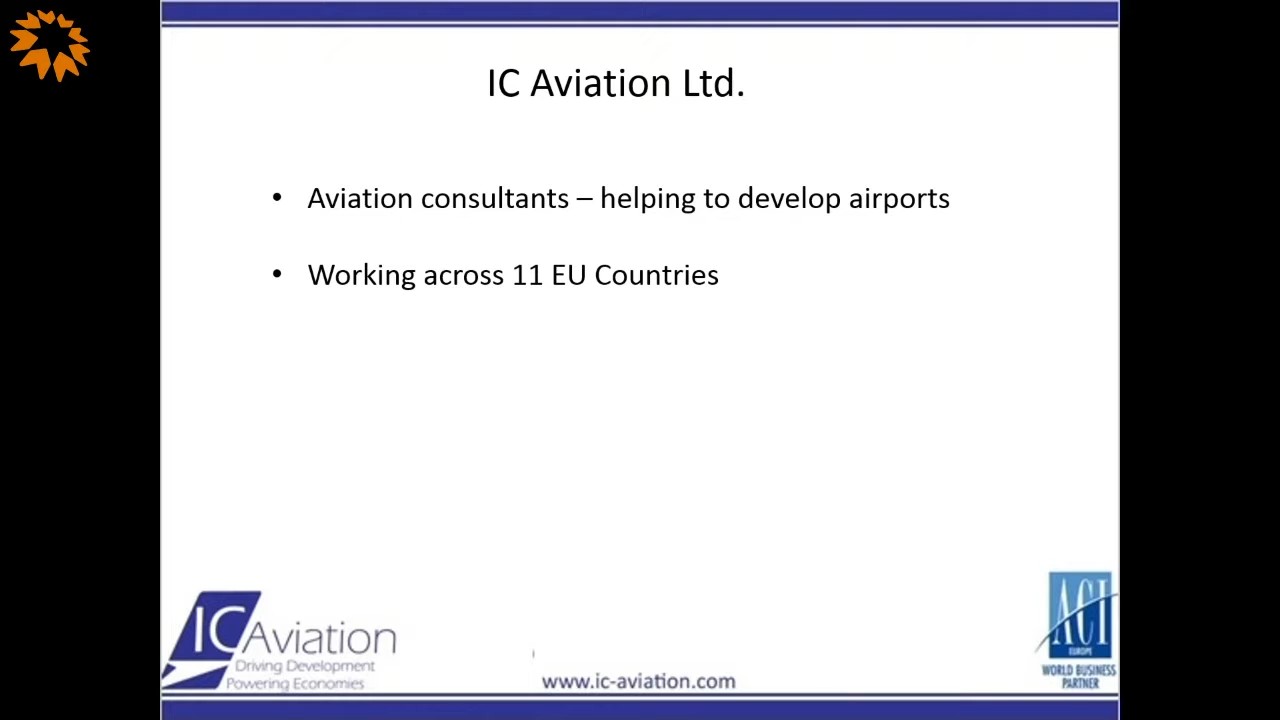 IC Aviation Ltd.
• Aviation consultants – helping to develop airports
• Working across 11 EU Countries
IC Aviation
Driving Development
Powering Economies
www.ic-aviation.com
ACI
EUROPE
WORLD BUSINESS
PARTNER